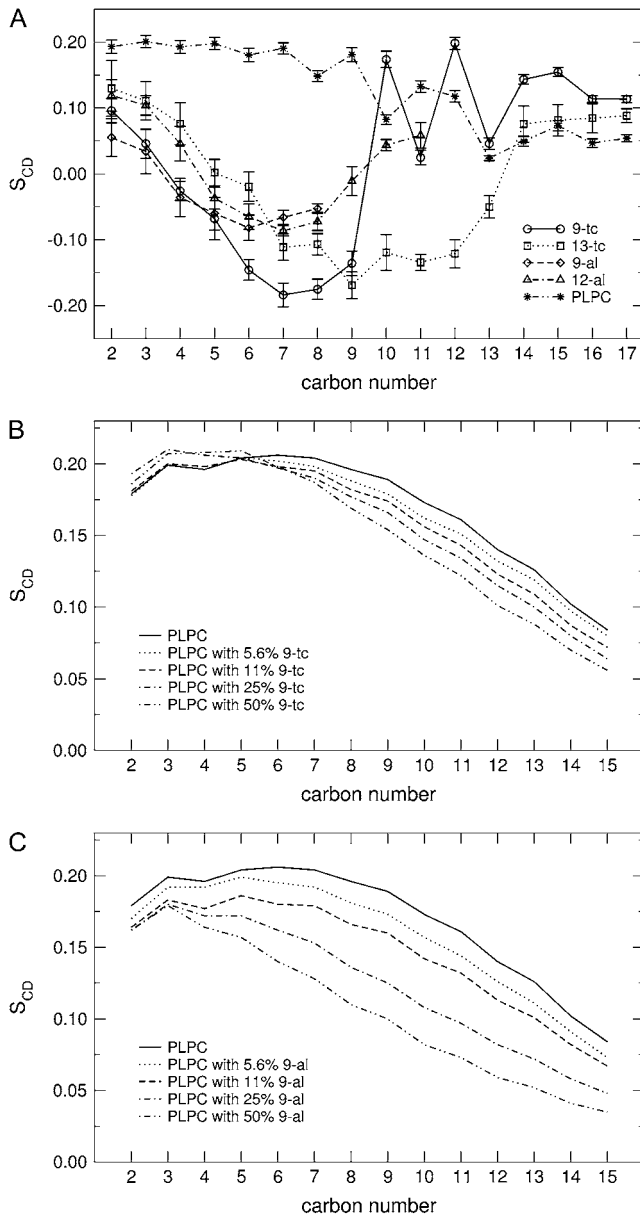 A
0.20
0.10
0.00
-0.10
-0.20
S_CD
9-tc
13-tc
9-al
12-al
PLPC
2 3 4 5 6 7 8 9 10 11 12 13 14 15 16 17
carbon number
B
0.20
0.15
0.10
0.05
0.00
S_CD
PLPC
PLPC with 5.6% 9-tc
PLPC with 11% 9-tc
PLPC with 25% 9-tc
PLPC with 50% 9-tc
2 3 4 5 6 7 8 9 10 11 12 13 14 15
carbon number
C
0.20
0.15
0.10
0.05
0.00
S_CD
PLPC
PLPC with 5.6% 9-al
PLPC with 11% 9-al
PLPC with 25% 9-al
PLPC with 50% 9-al
2 3 4 5 6 7 8 9 10 11 12 13 14 15
carbon number